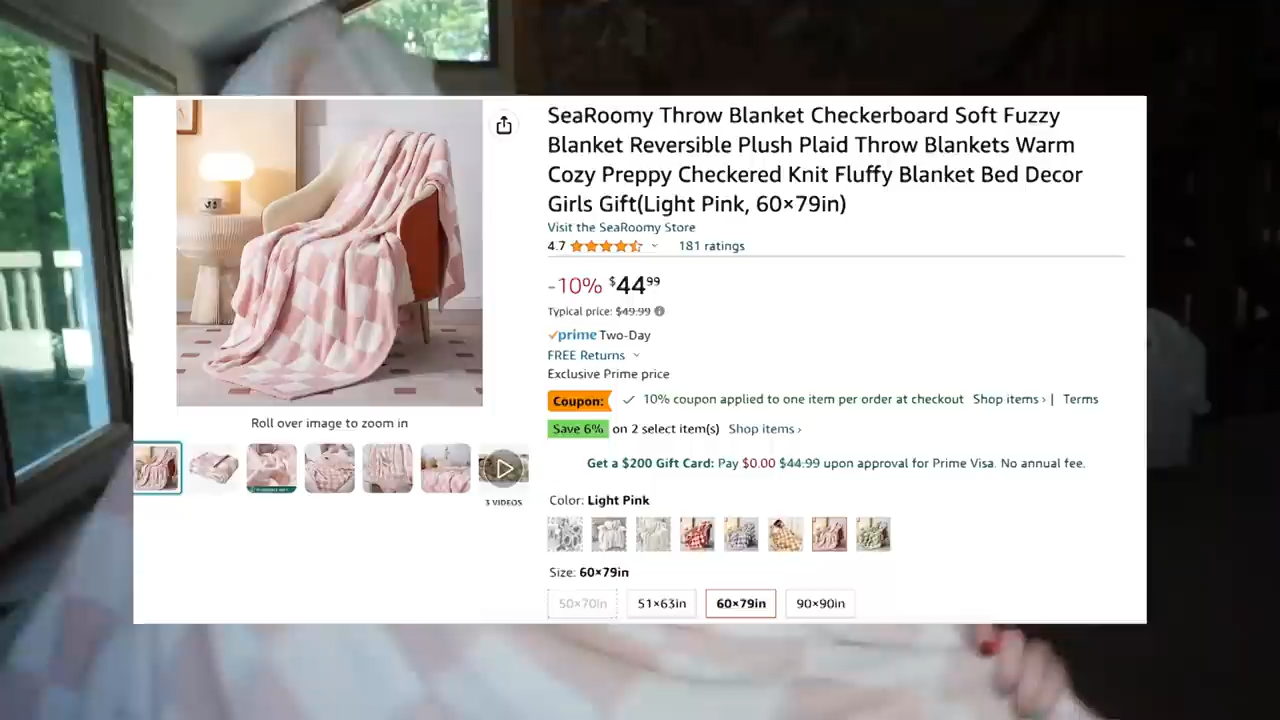 SeaRoomy Throw Blanket Checkerboard Soft Fuzzy
Blanket Reversible Plush Plaid Throw Blankets Warm
Cozy Preppy Checkered Knit Fluffy Blanket Bed Decor
Girls Gift(Light Pink, 60×79in)
Visit the SeaRoomy Store
4.7 181 ratings
-10% $44.99
Typical price: $49.99
prime Two-Day
FREE Returns
Exclusive Prime price
Coupon: 10% coupon applied to one item per order at checkout Shop items › | Terms
Save 6% on 2 select item(s) Shop items ›
Get a $200 Gift Card: Pay $0.00 $44.99 upon approval for Prime Visa. No annual fee.
Roll over image to zoom in
3 VIDEOS
Color: Light Pink
Size: 60×79in
50×70in 51×63in 60×79in 90×90in